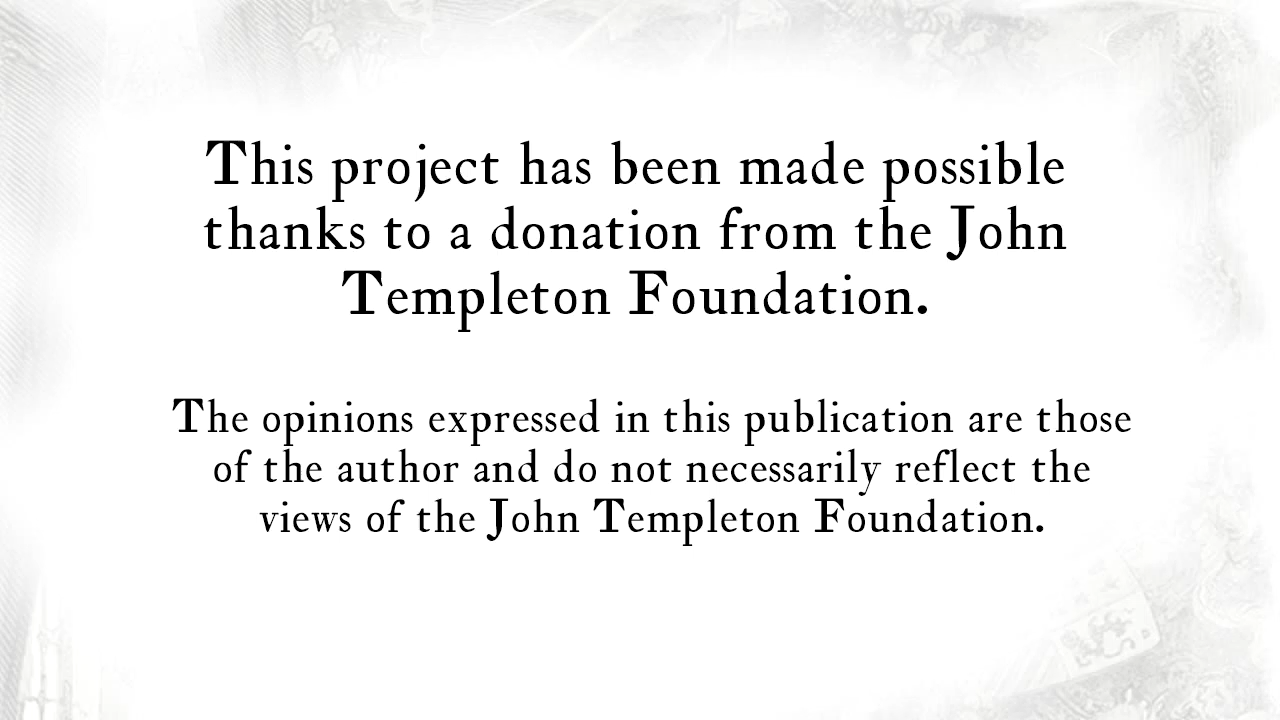 This project has been made possible
thanks to a donation from the John
Templeton Foundation.
The opinions expressed in this publication are those
of the author and do not necessarily reflect the
views of the John Templeton Foundation.